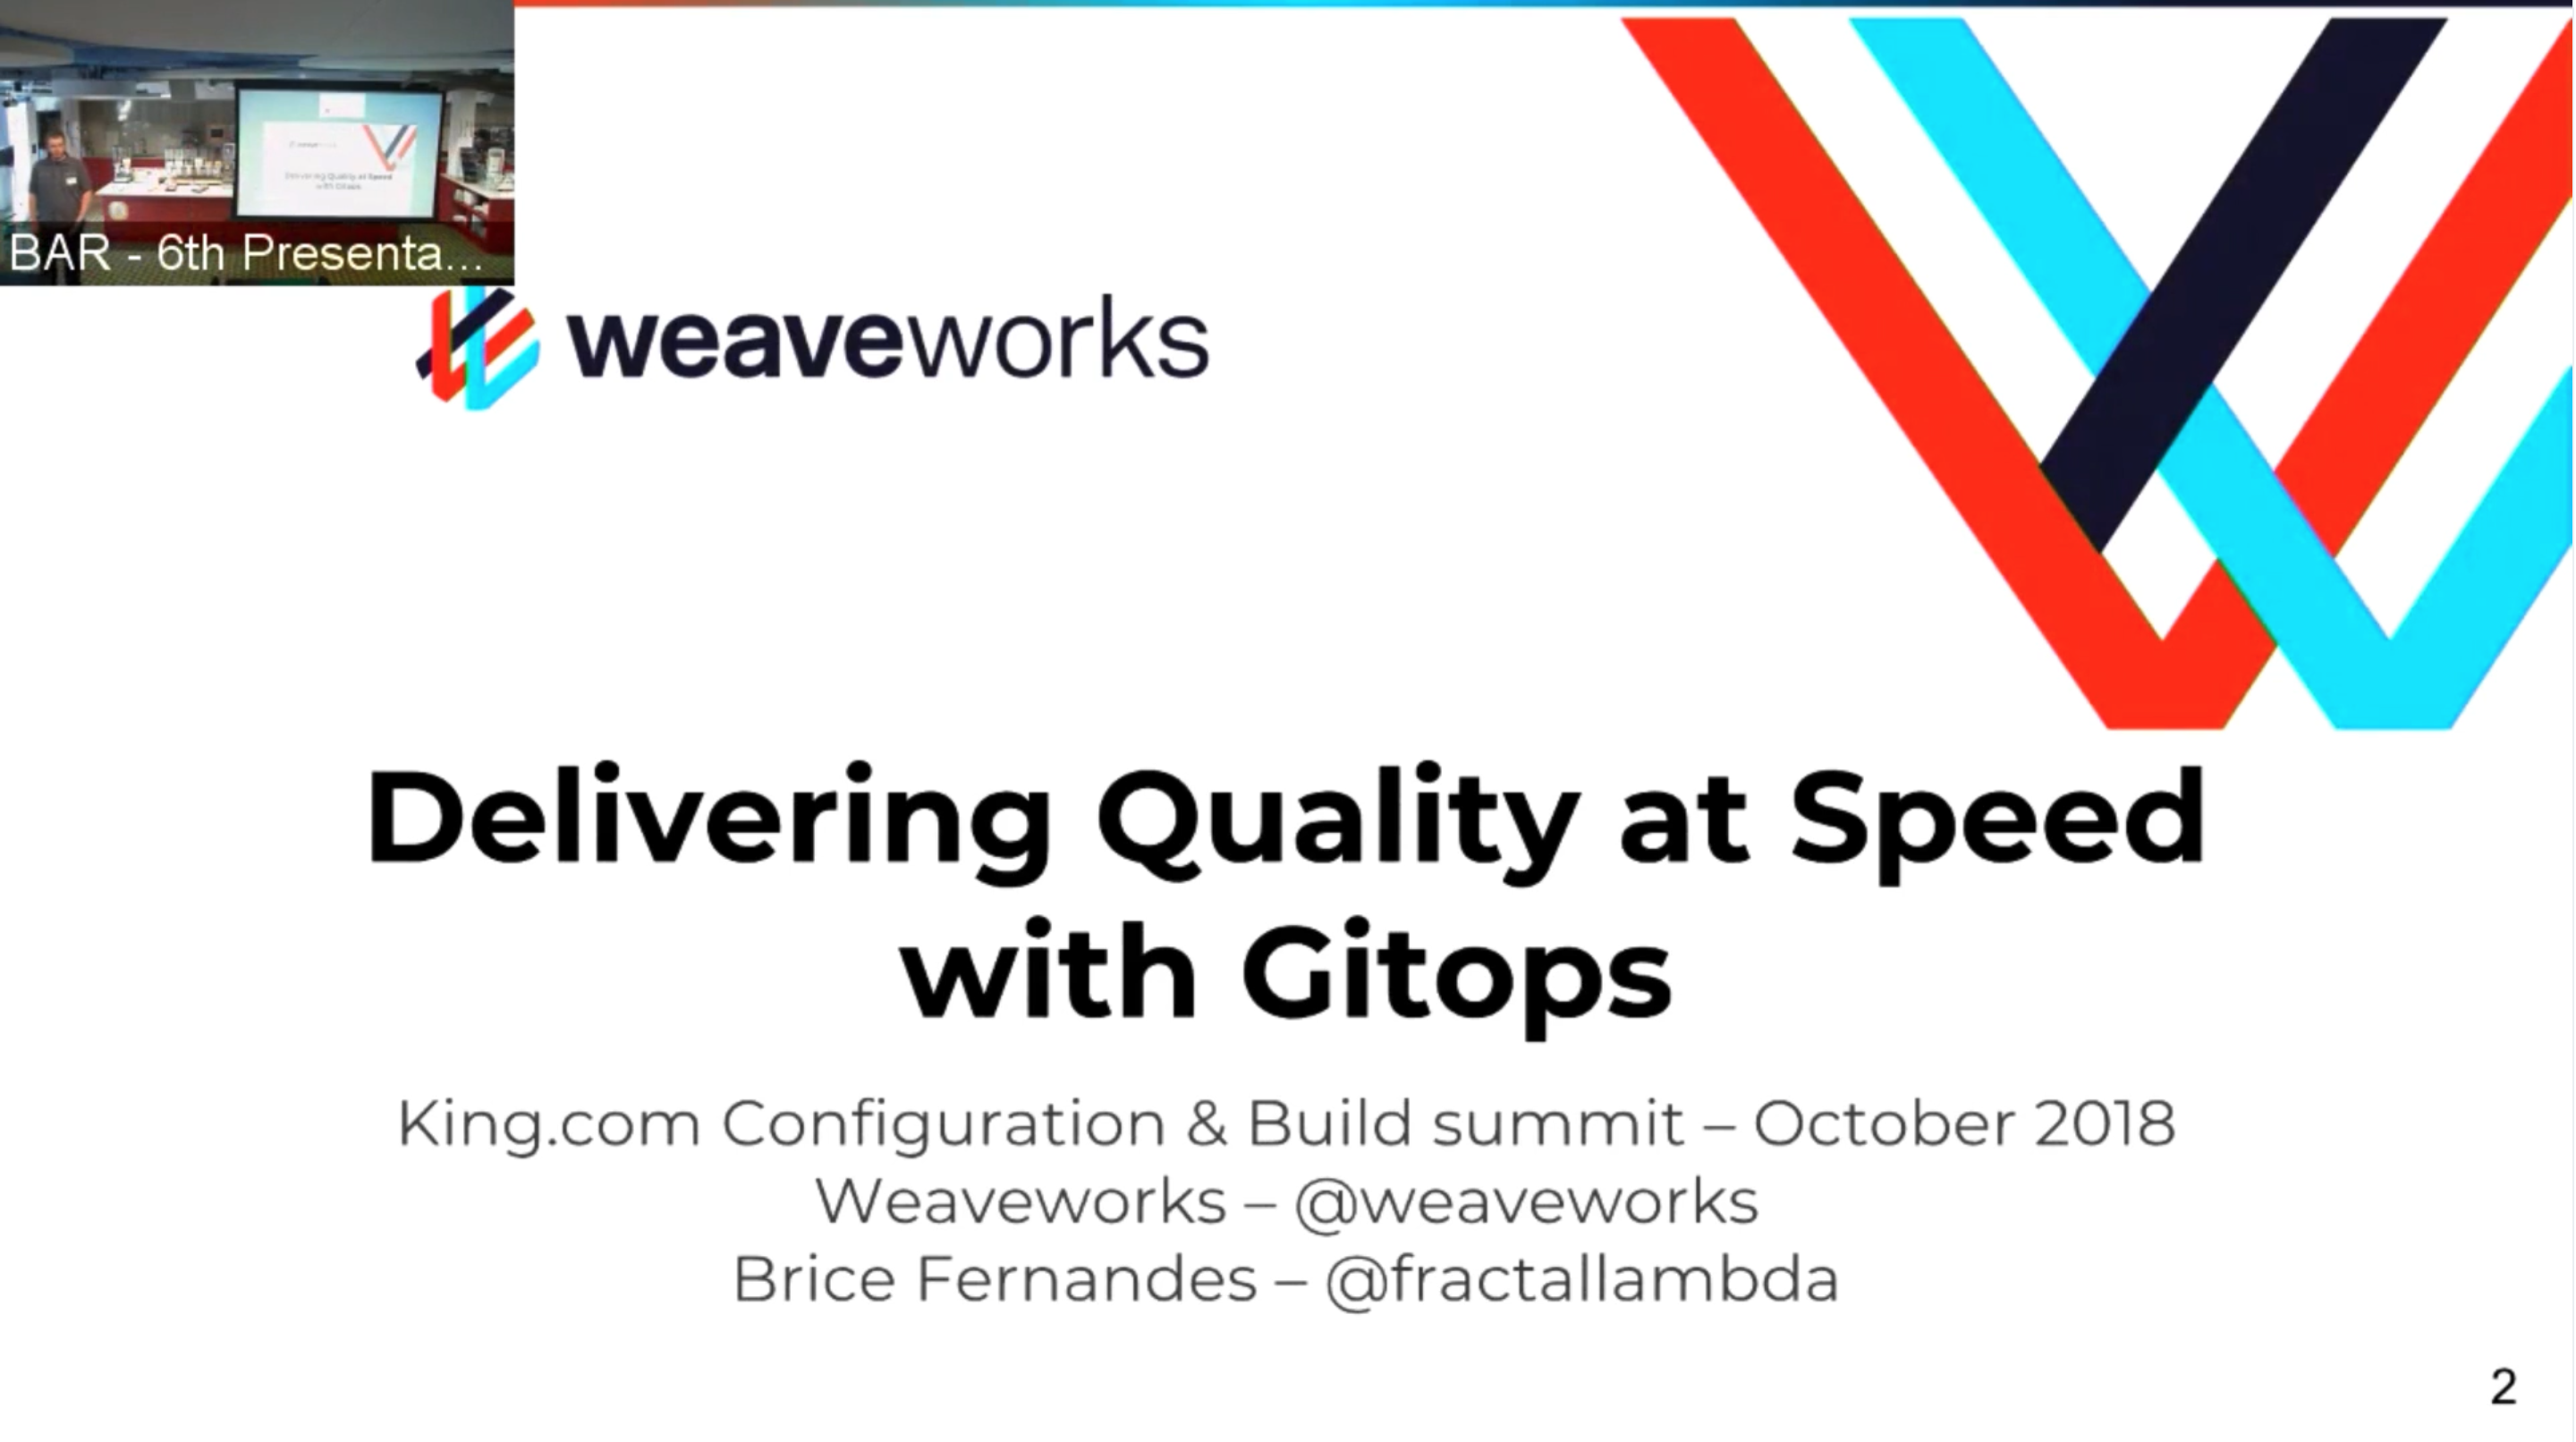 BAR - 6th Presenta...
weaveworks
Delivering Quality at Speed
with Gitops
King.com Configuration & Build summit – October 2018
Weaveworks – @weaveworks
Brice Fernandes – @fractallambda
2